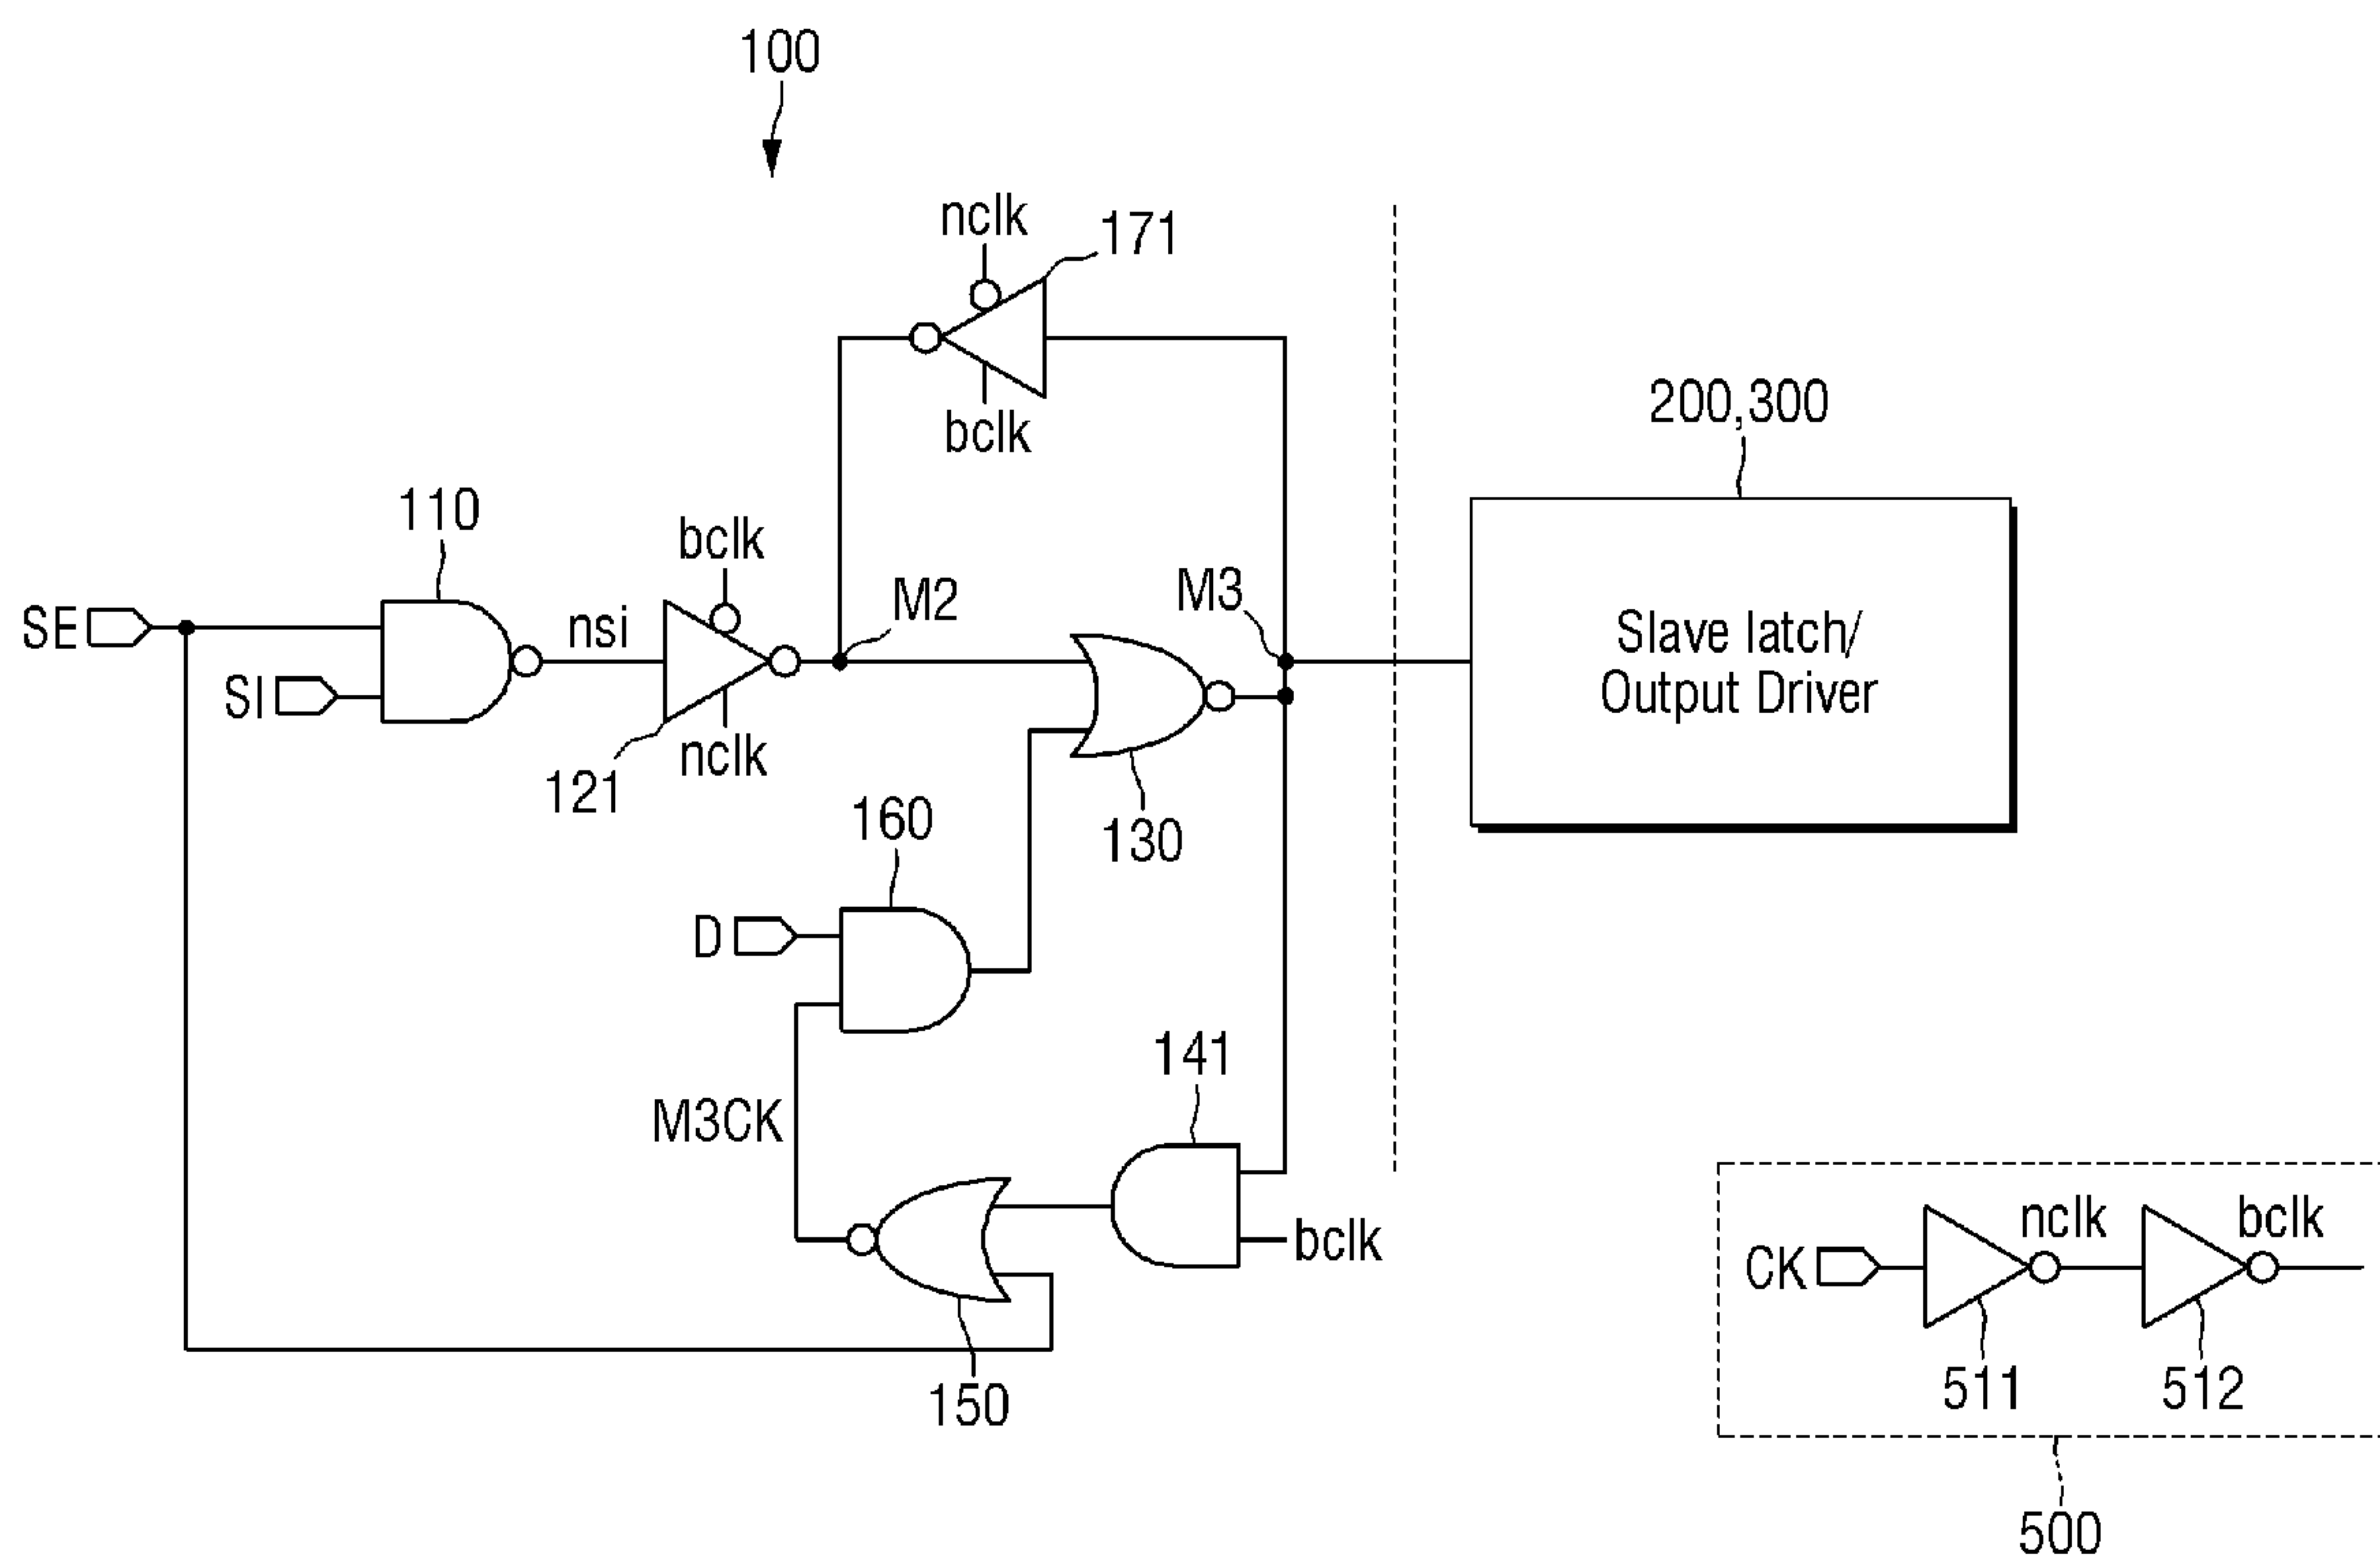 100
nclk
171
bclk
200,300
110
bclk
M2
M3
SE
nsi
Slave latch/
Output Driver
SI
nclk
121
160
130
D
141
M3CK
bclk
nclk
bclk
CK
150
511
512
500